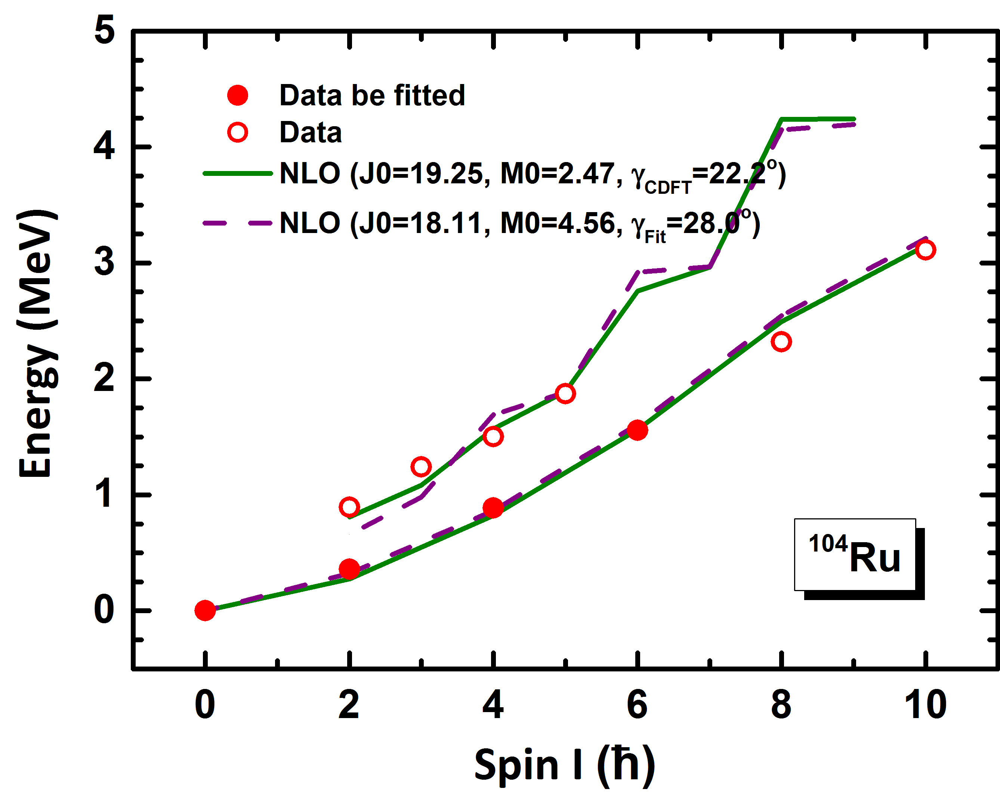 5
4
3
2
1
0
Energy (MeV)
Data be fitted
Data
NLO (J0=19.25, M0=2.47, γCDFT=22.2o)
NLO (J0=18.11, M0=4.56, γFit=28.0o)
104Ru
0 2 4 6 8 10
Spin I (ħ)